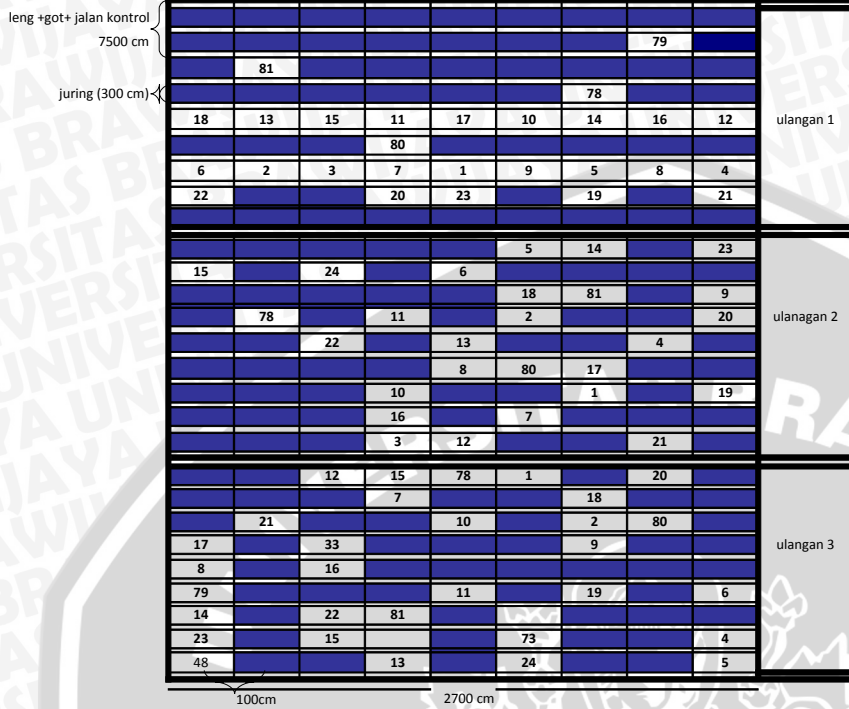 leng +got+ jalan kontrol
7500 cm
79
81
juring (300 cm)
78
18 13 15 11 17 10 14 16 12
ulangan 1
80
6 2 3 7 1 9 5 8 4
22 20 23 19 21
5 14 23
15 24 6
18 81 9
78 11 2 20
ulanagan 2
22 13 4
8 80 17
10 1 19
16 7
3 12 21
12 15 78 1 20
7 18
21 10 2 80
17 33 9
ulangan 3
8 16
79 11 19 6
14 22 81
23 15 73 4
48 13 24 5
100cm 2700 cm